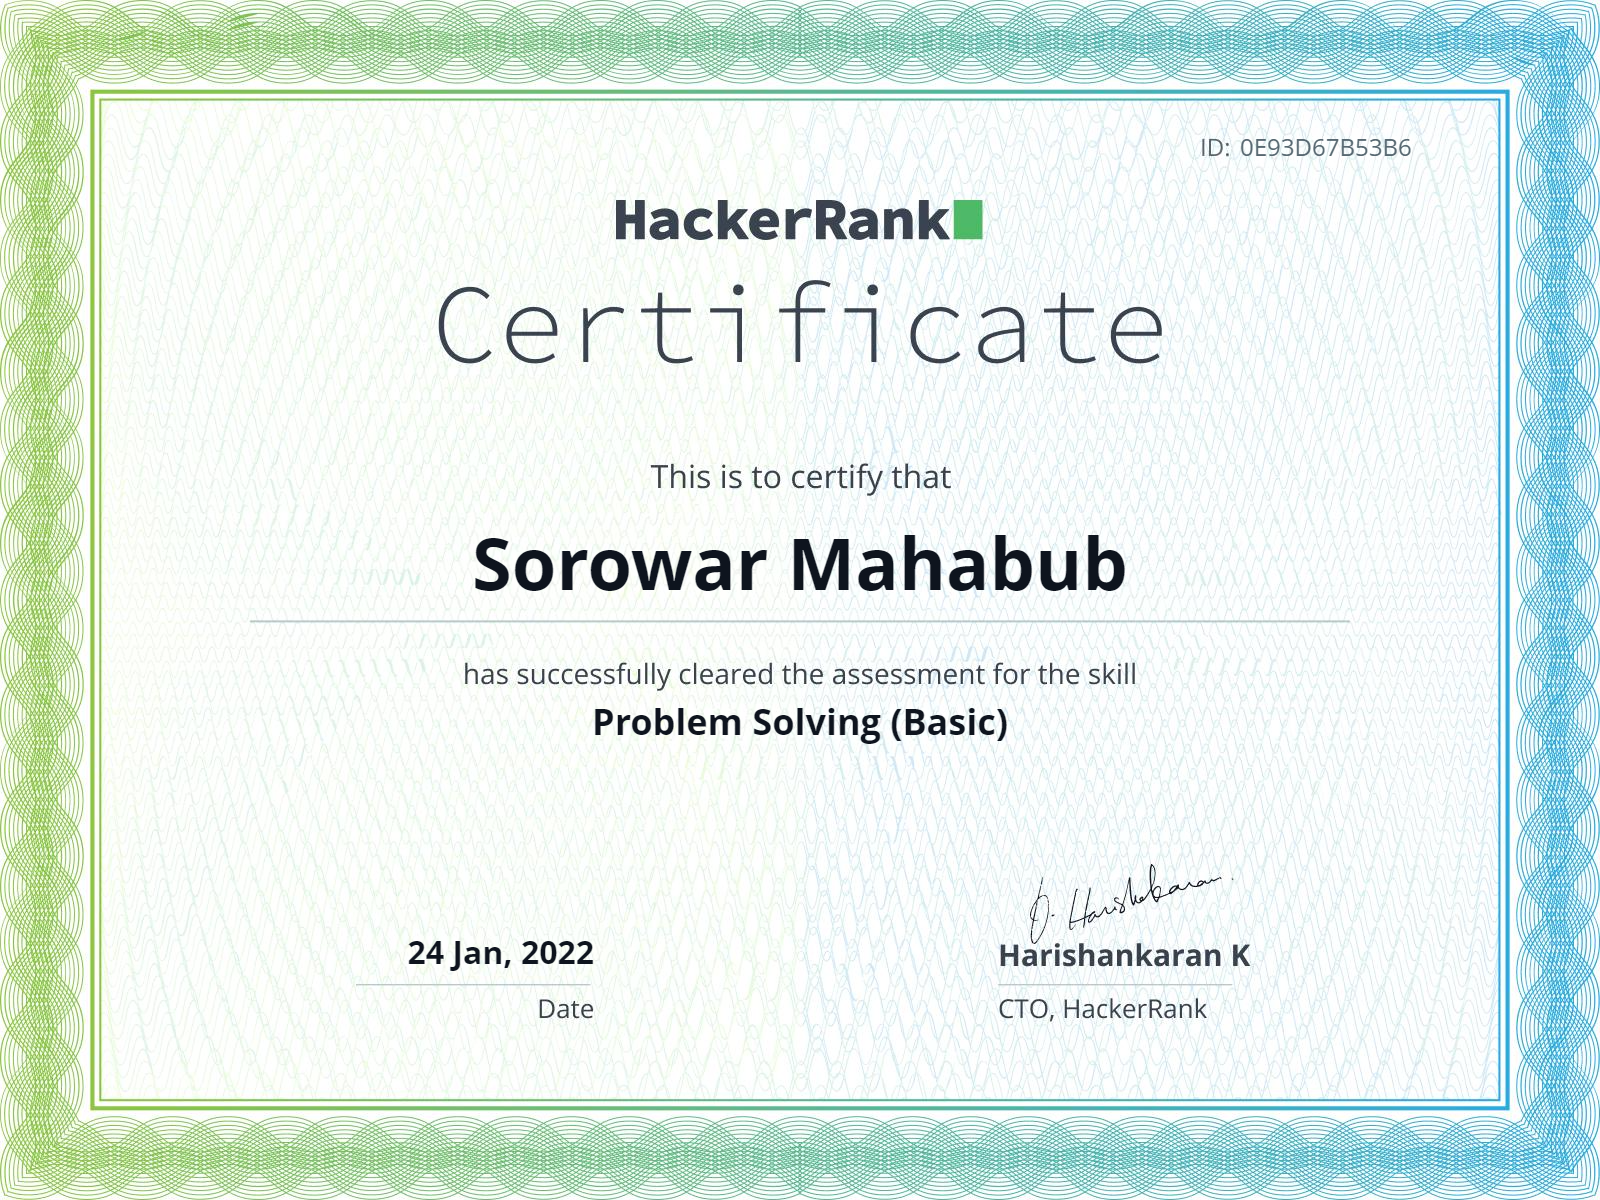 ID: 0E93D67B53B6
HackerRank
Certificate
This is to certify that
Sorowar Mahabub
has successfully cleared the assessment for the skill
Problem Solving (Basic)
24 Jan, 2022
Date
Harishankaran K
CTO, HackerRank